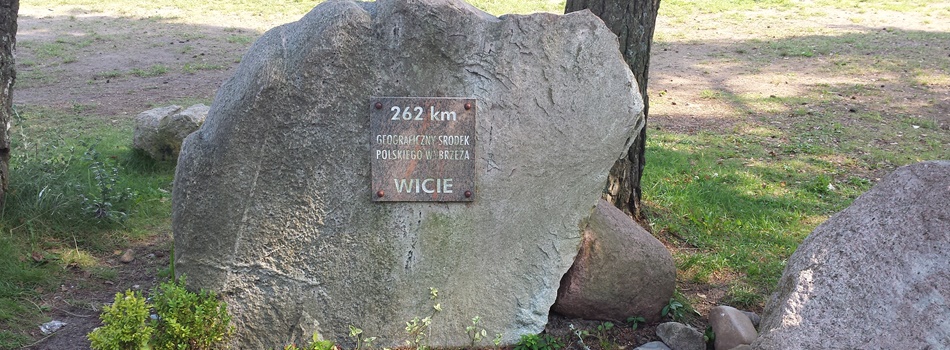 262 km
GEOGRAFICZNY ŚRODEK
POLSKIEGO WYBRZEŻA
WICIE